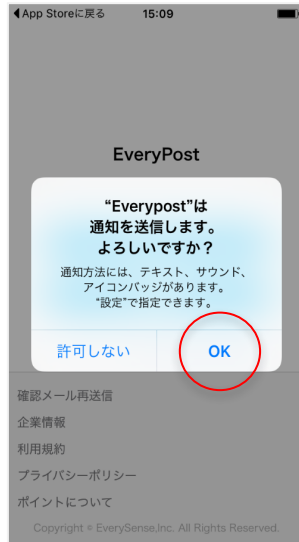 ◀App Storeに戻る 15:09
EveryPost
“Everypost”は
通知を送信します。
よろしいですか？
通知方法には、テキスト、サウンド、
アイコンバッジがあります。
“設定”で指定できます。
許可しない OK
確認メール再送信
企業情報
利用規約
プライバシーポリシー
ポイントについて
Copyright © EverySense,Inc. All Rights Reserved.